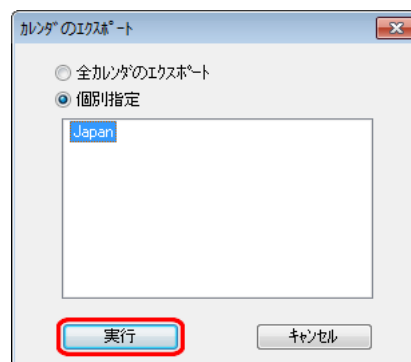 カレンダのエクスポート
全カレンダのエクスポート
個別指定
Japan
実行
キャンセル